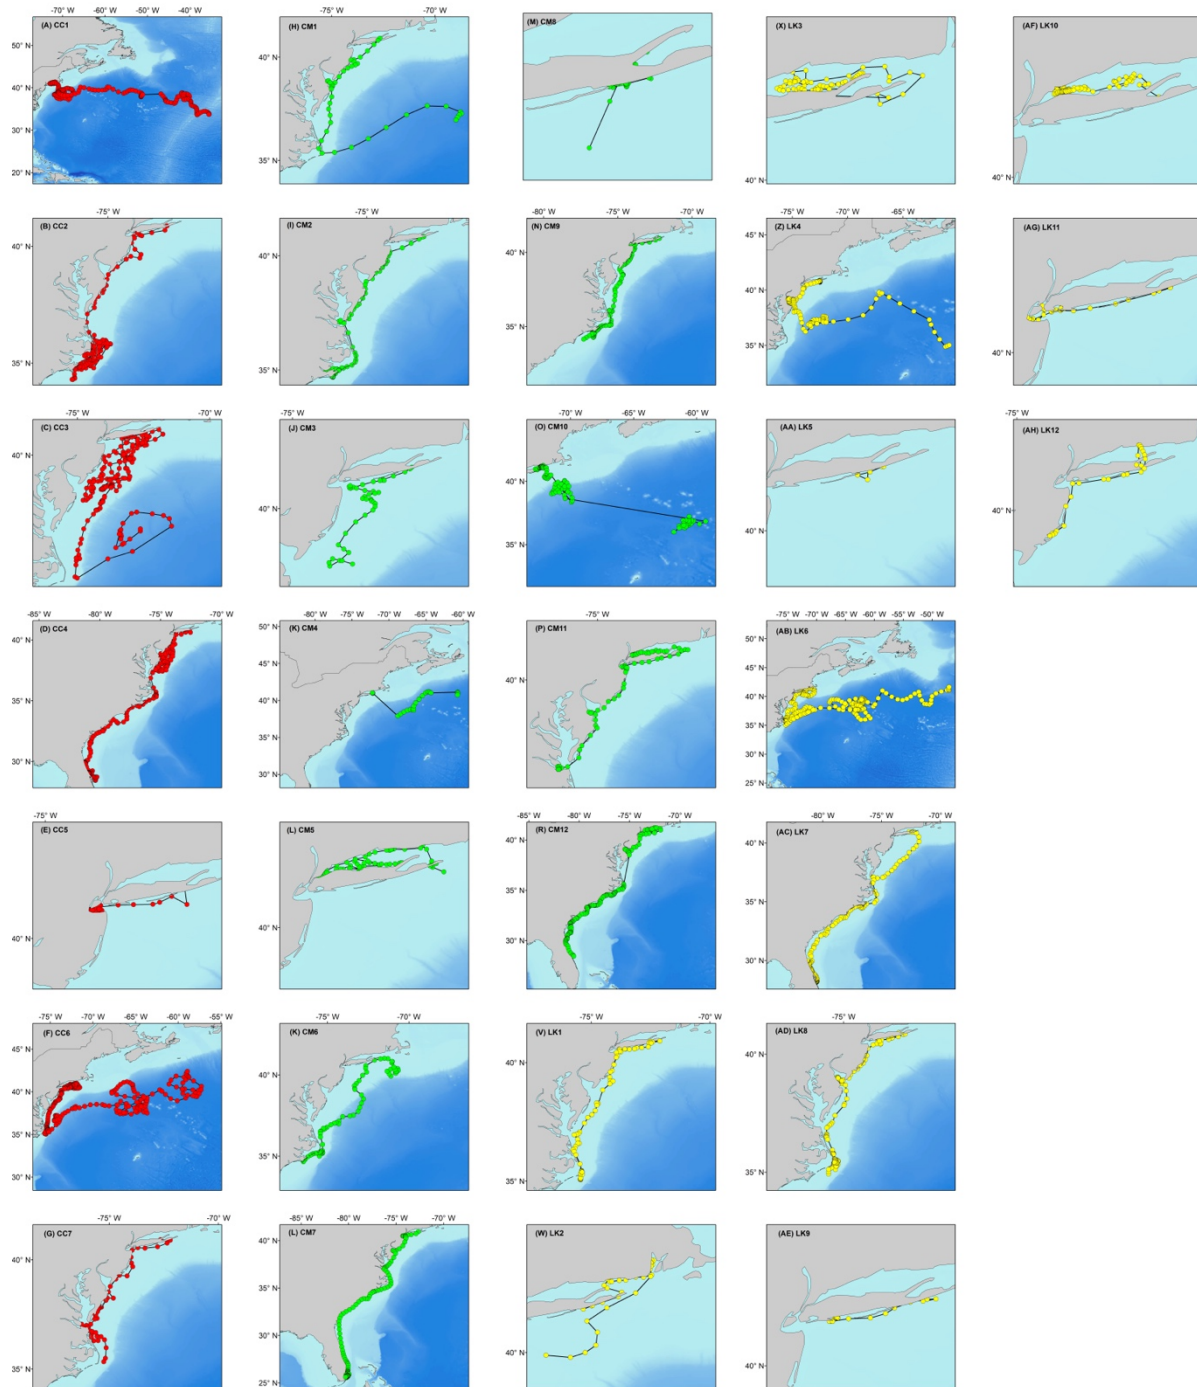 -70° W -60° W -50° W -40° W
(A) CC1
50° N
40° N
30° N
20° N
-75° W -70° W
(H) CM1
40° N
35° N
(M) CM8
(X) LK3
40° N
(AF) LK10
40° N
-75° W
(B) CC2
40° N
35° N
-75° W
(I) CM2
40° N
35° N
-80° W -75° W -70° W
(N) CM9
40° N
35° N
-75° W -70° W -65° W
(Z) LK4
45° N
40° N
35° N
(AG) LK11
40° N
-75° W -70° W
(C) CC3
40° N
-75° W
(J) CM3
40° N
-70° W -65° W -60° W
(O) CM10
40° N
35° N
(AA) LK5
40° N
-75° W
(AH) LK12
40° N
-85° W -80° W -75° W -70° W
(D) CC4
40° N
35° N
30° N
-80° W -75° W -70° W -65° W -60° W
(K) CM4
50° N
45° N
40° N
35° N
30° N
-75° W
(P) CM11
40° N
-75° W -70° W -65° W -60° W -55° W -50° W
(AB) LK6
50° N
45° N
40° N
35° N
30° N
25° N
-75° W
(E) CC5
40° N
(L) CM5
40° N
-85° W -80° W -75° W -70° W
(R) CM12
40° N
35° N
30° N
-80° W -75° W -70° W
(AC) LK7
40° N
35° N
30° N
-75° W -70° W -65° W -60° W -55° W
(F) CC6
45° N
40° N
35° N
30° N
-75° W -70° W
(K) CM6
40° N
35° N
-75° W -70° W
(V) LK1
40° N
35° N
-75° W
(AD) LK8
40° N
35° N
-75° W -70° W
(G) CC7
40° N
35° N
-85° W -80° W -75° W -70° W
(L) CM7
40° N
35° N
30° N
25° N
(W) LK2
40° N
(AE) LK9
40° N